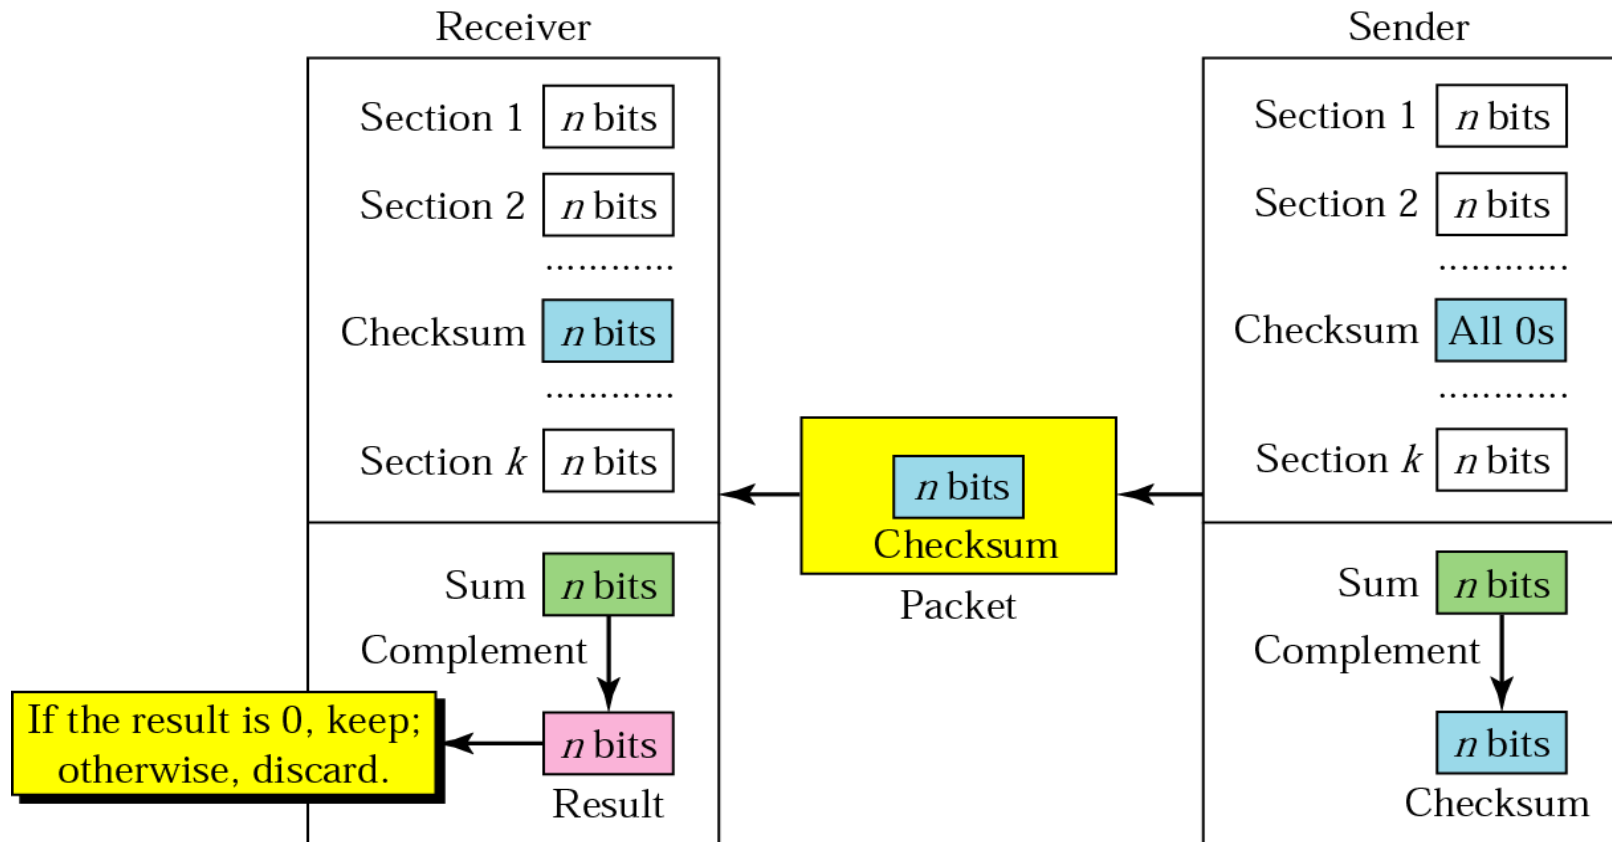 Receiver
Section 1 n bits
Section 2 n bits
............
Checksum n bits
............
Section k n bits
Sum n bits
Complement
n bits
Result
If the result is 0, keep;
otherwise, discard.
n bits
Checksum
Packet
Sender
Section 1 n bits
Section 2 n bits
............
Checksum All 0s
............
Section k n bits
Sum n bits
Complement
n bits
Checksum